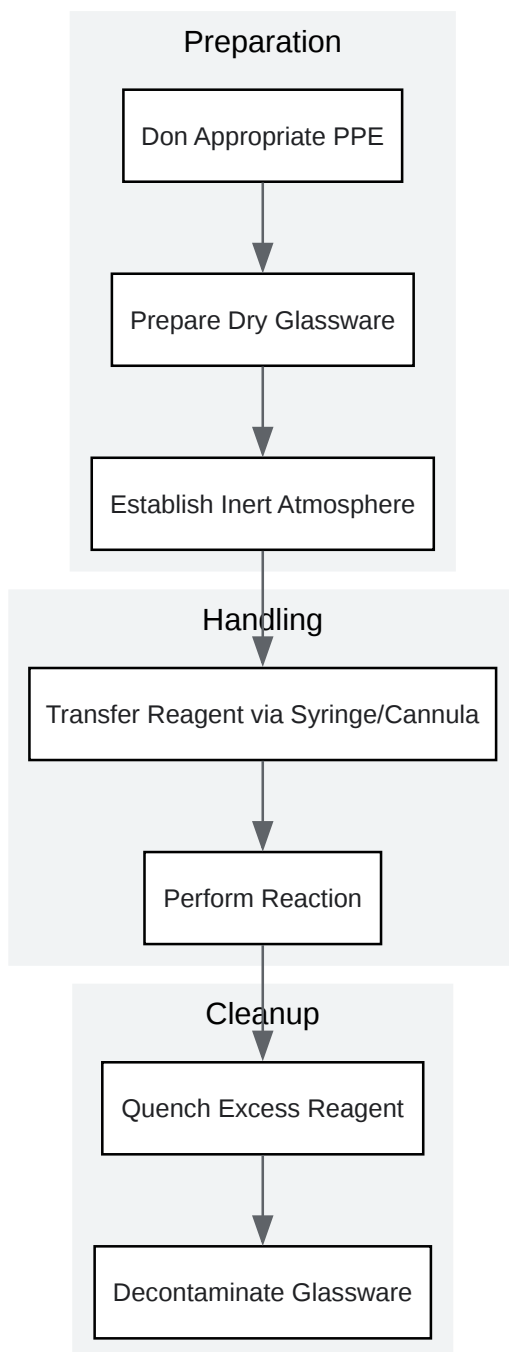 Preparation
Don Appropriate PPE
Prepare Dry Glassware
Establish Inert Atmosphere
Handling
Transfer Reagent via Syringe/Cannula
Perform Reaction
Cleanup
Quench Excess Reagent
Decontaminate Glassware